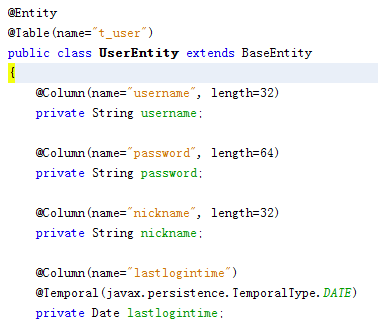 @Entity
@Table(name="t_user")
public class UserEntity extends BaseEntity
{
@Column(name="username", length=32)
private String username;
@Column(name="password", length=64)
private String password;
@Column(name="nickname", length=32)
private String nickname;
@Column(name="lastlogintime")
@Temporal(javax.persistence.TemporalType.DATE)
private Date lastlogintime;